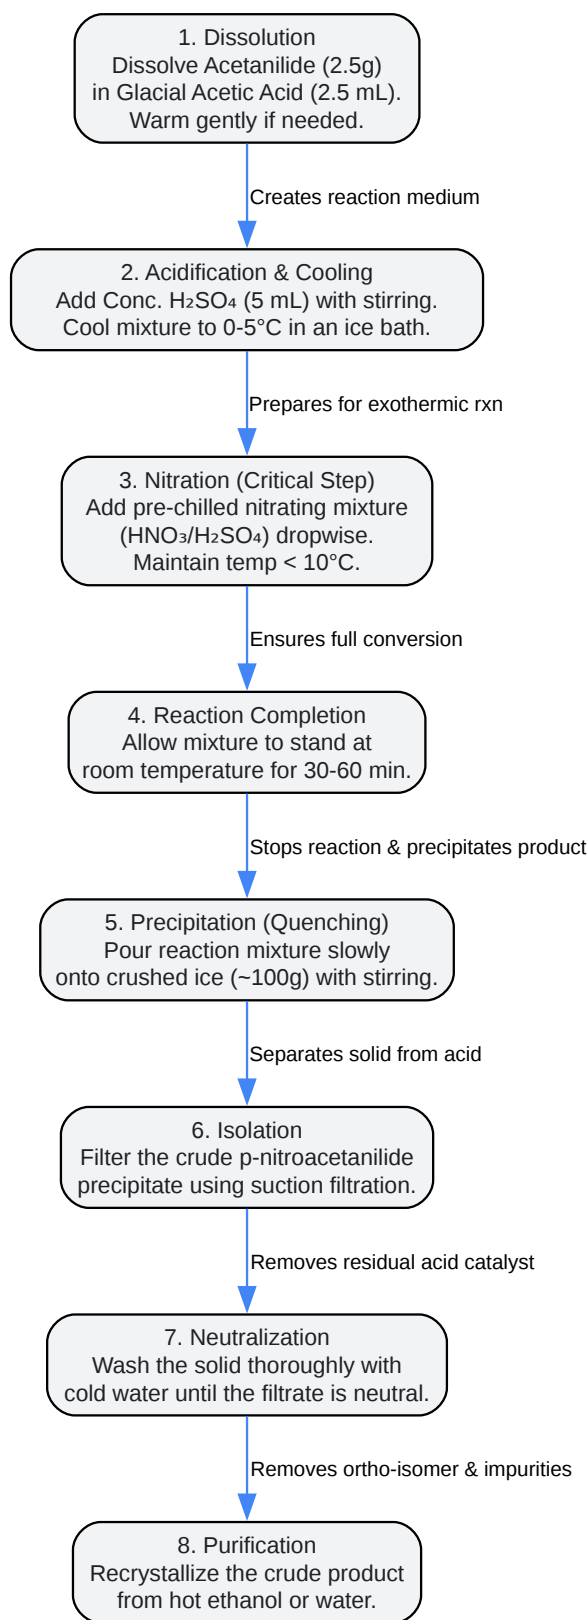 1. Dissolution
Dissolve Acetanilide (2.5g)
in Glacial Acetic Acid (2.5 mL).
Warm gently if needed.
Creates reaction medium
2. Acidification & Cooling
Add Conc. H₂SO₄ (5 mL) with stirring.
Cool mixture to 0-5°C in an ice bath.
Prepares for exothermic rxn
3. Nitration (Critical Step)
Add pre-chilled nitrating mixture
(HNO₃/H₂SO₄) dropwise.
Maintain temp < 10°C.
Ensures full conversion
4. Reaction Completion
Allow mixture to stand at
room temperature for 30-60 min.
Stops reaction & precipitates product
5. Precipitation (Quenching)
Pour reaction mixture slowly
onto crushed ice (~100g) with stirring.
Separates solid from acid
6. Isolation
Filter the crude p-nitroacetanilide
precipitate using suction filtration.
Removes residual acid catalyst
7. Neutralization
Wash the solid thoroughly with
cold water until the filtrate is neutral.
Removes ortho-isomer & impurities
8. Purification
Recrystallize the crude product
from hot ethanol or water.